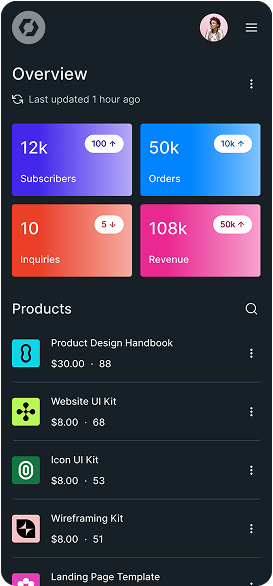 Overview
Last updated 1 hour ago
12k
100 ↑
Subscribers
50k
10k ↑
Orders
10
5 ↓
Inquiries
108k
50k ↑
Revenue
Products
Product Design Handbook
$30.00 · 88
Website UI Kit
$8.00 · 68
Icon UI Kit
$8.00 · 53
Wireframing Kit
$8.00 · 51
Landing Page Template